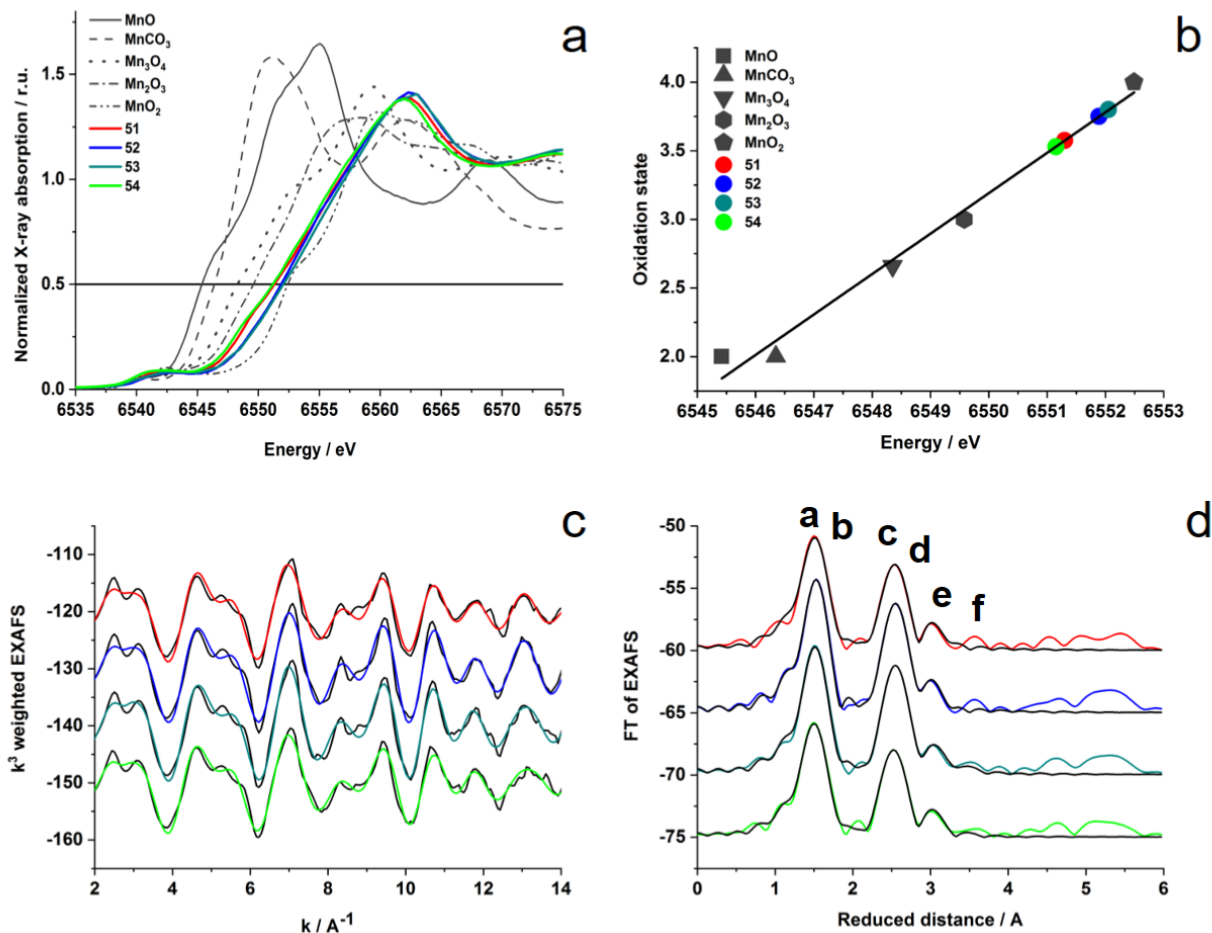 a
MnO
MnCO3
Mn3O4
Mn2O3
MnO2
51
52
53
54
1.5
1.0
0.5
0.0
6535 6540 6545 6550 6555 6560 6565 6570 6575
Energy / eV
Normalized X-ray absorption / r.u.
b
MnO
MnCO3
Mn3O4
Mn2O3
MnO2
51
52
53
54
4.0
3.5
3.0
2.5
2.0
6545 6546 6547 6548 6549 6550 6551 6552 6553
Energy / eV
Oxidation state
c
-110
-120
-130
-140
-150
-160
2 4 6 8 10 12 14
k / A-1
k3 weighted EXAFS
d
a b c d e f
-50
-55
-60
-65
-70
-75
0 1 2 3 4 5 6
Reduced distance / A
FT of EXAFS